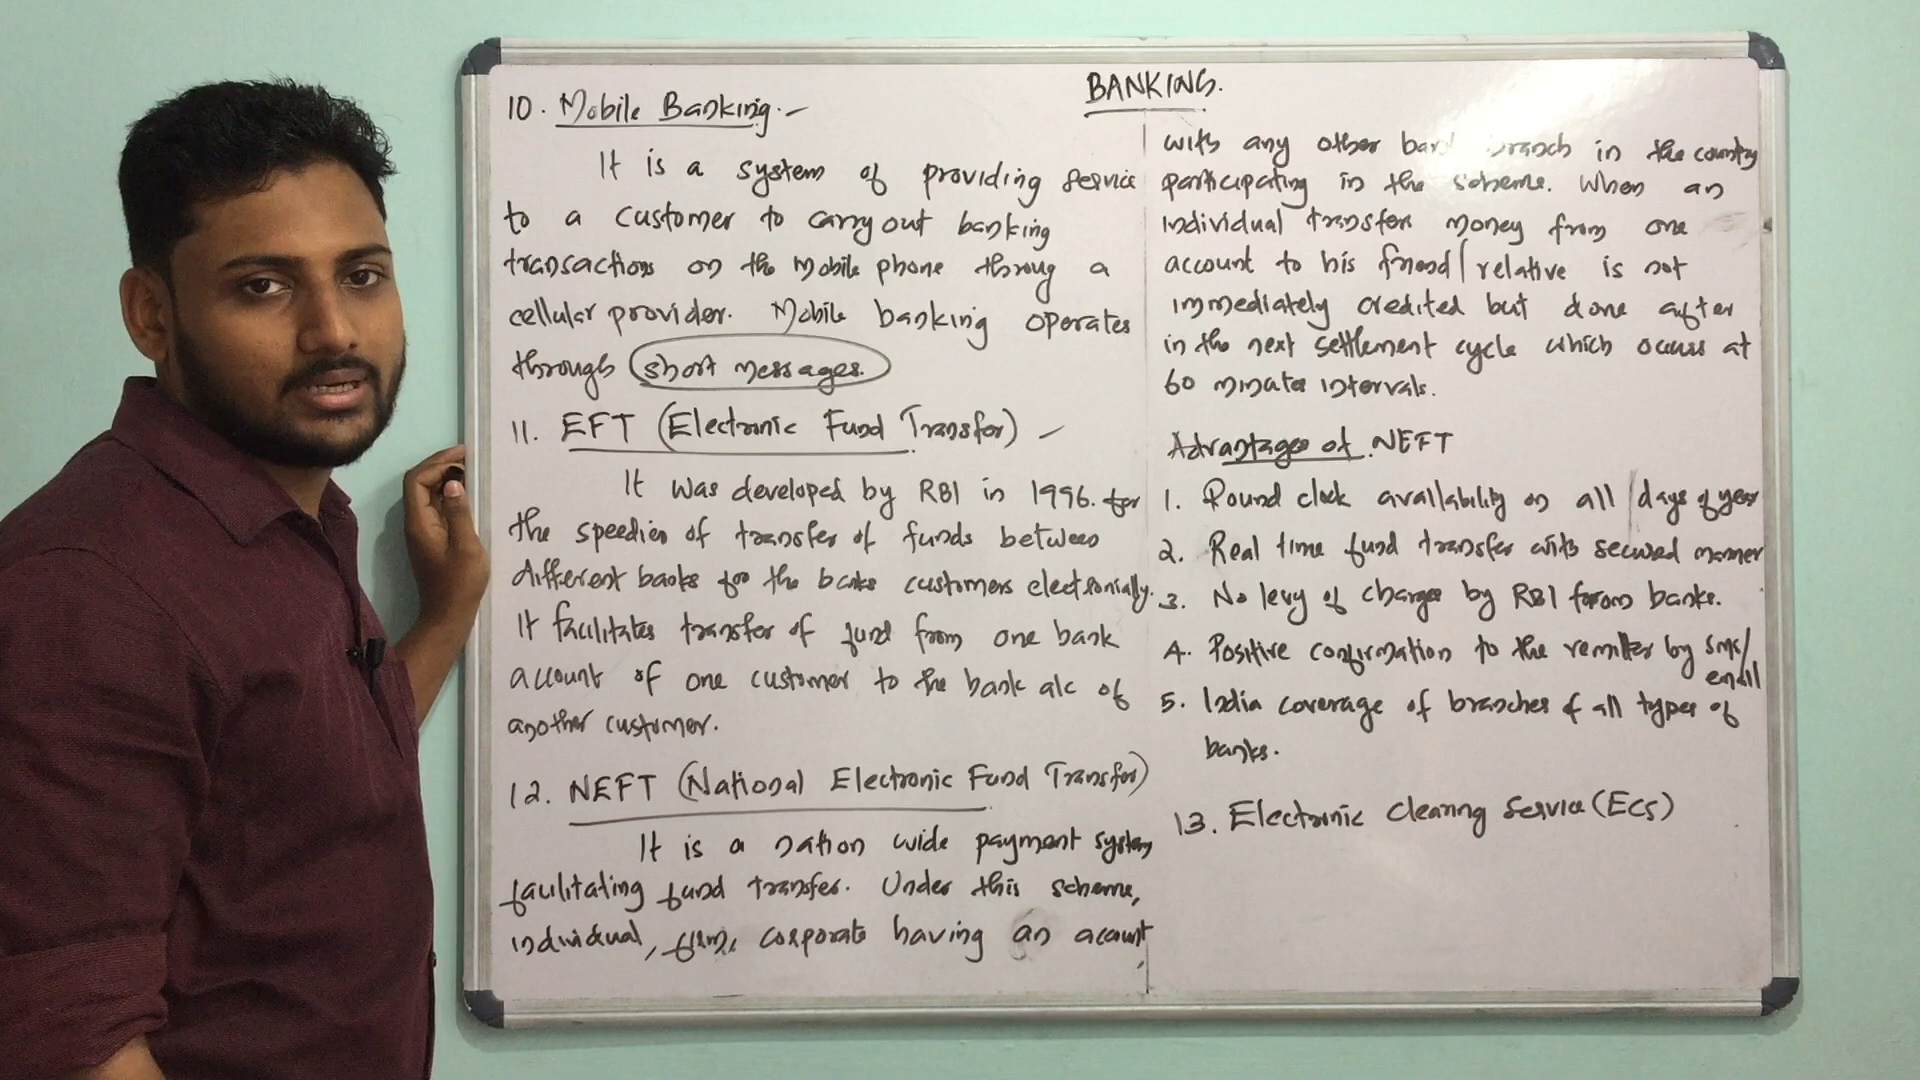 BANKING.
10. Mobile Banking.-
It is a system of providing service
to a customer to carry out banking
transactions on the mobile phone throug a
cellular provider. Mobile banking operates
through short messages.
11. EFT (Electronic Fund Transfer) -
It was developed by RBI in 1996. for
the speedier of transfer of funds between
different banks for the banks customers electronially.
It facilitates transfer of fund from one bank
account of one customer to the bank a/c of
another customer.
12. NEFT (National Electronic Fund Transfer)
It is a nation wide payment system
facilitating fund transfer. Under this scheme,
individual, firms, corporate having an account,
with any other bank branch in the country
participating in the scheme. When an
individual transfers money from one
account to his friend/relative is not
immediately credited but done after
in the next settlement cycle which occurs at
60 minute intervals.
Advantages of NEFT
1. Round clock availability on all days of year
2. Real time fund transfer with secured manner
3. No levy of charges by RBI from banks.
4. Positive confirmation to the remitter by sms/
email
5. India coverage of branches & all types of
banks.
13. Electronic Clearing Service (ECS)